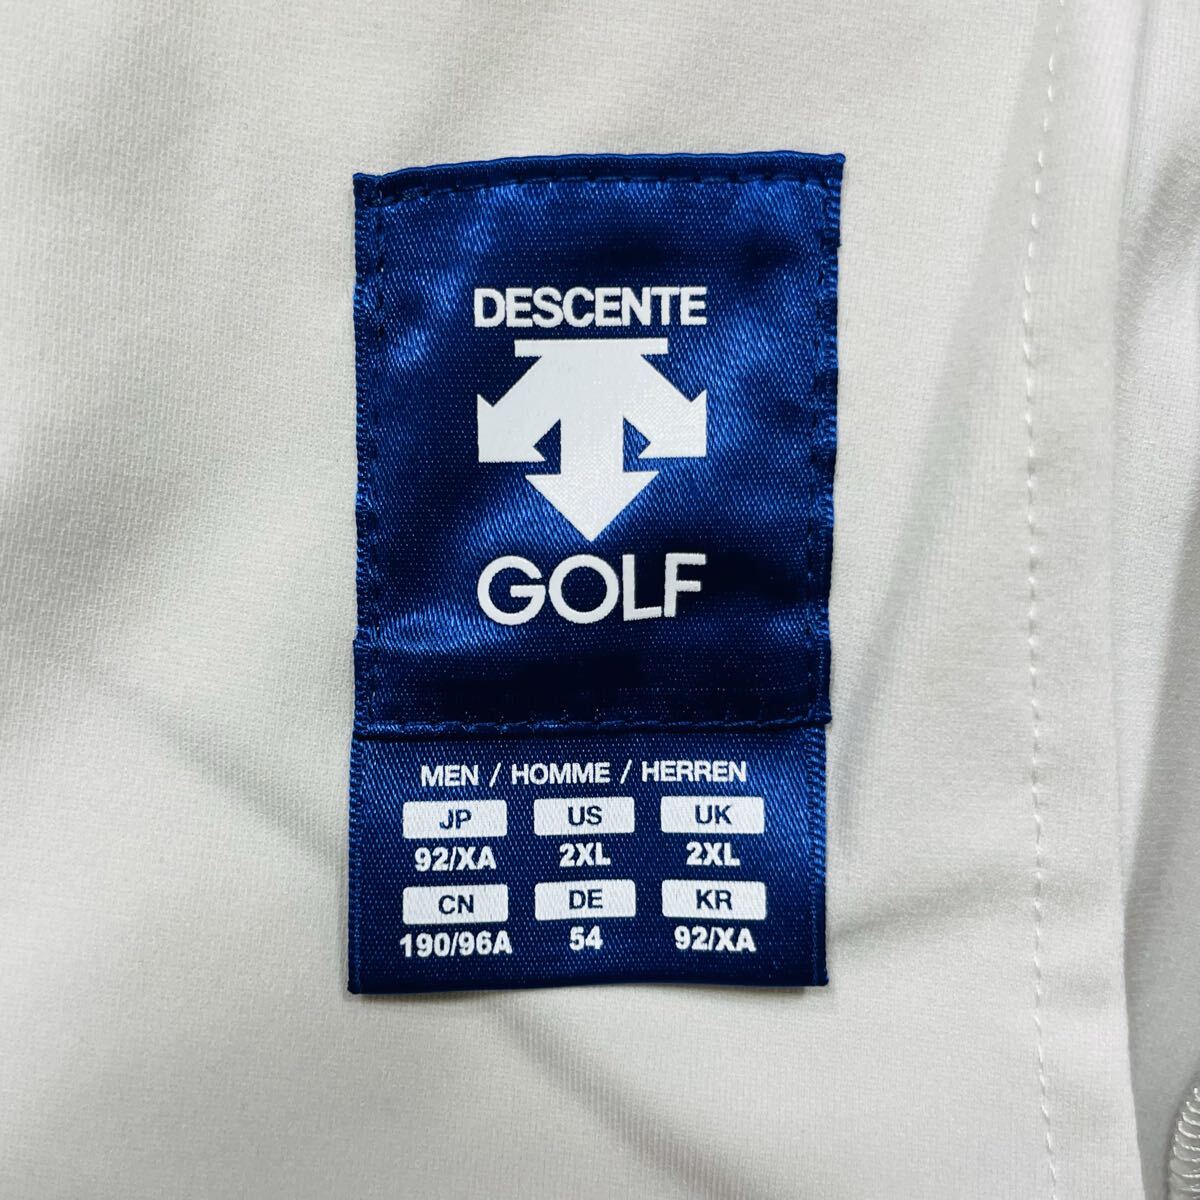 DESCENTE
GOLF
MEN / HOMME / HERREN
JP US UK
92/XA 2XL 2XL
CN DE KR
190/96A 54 92/XA